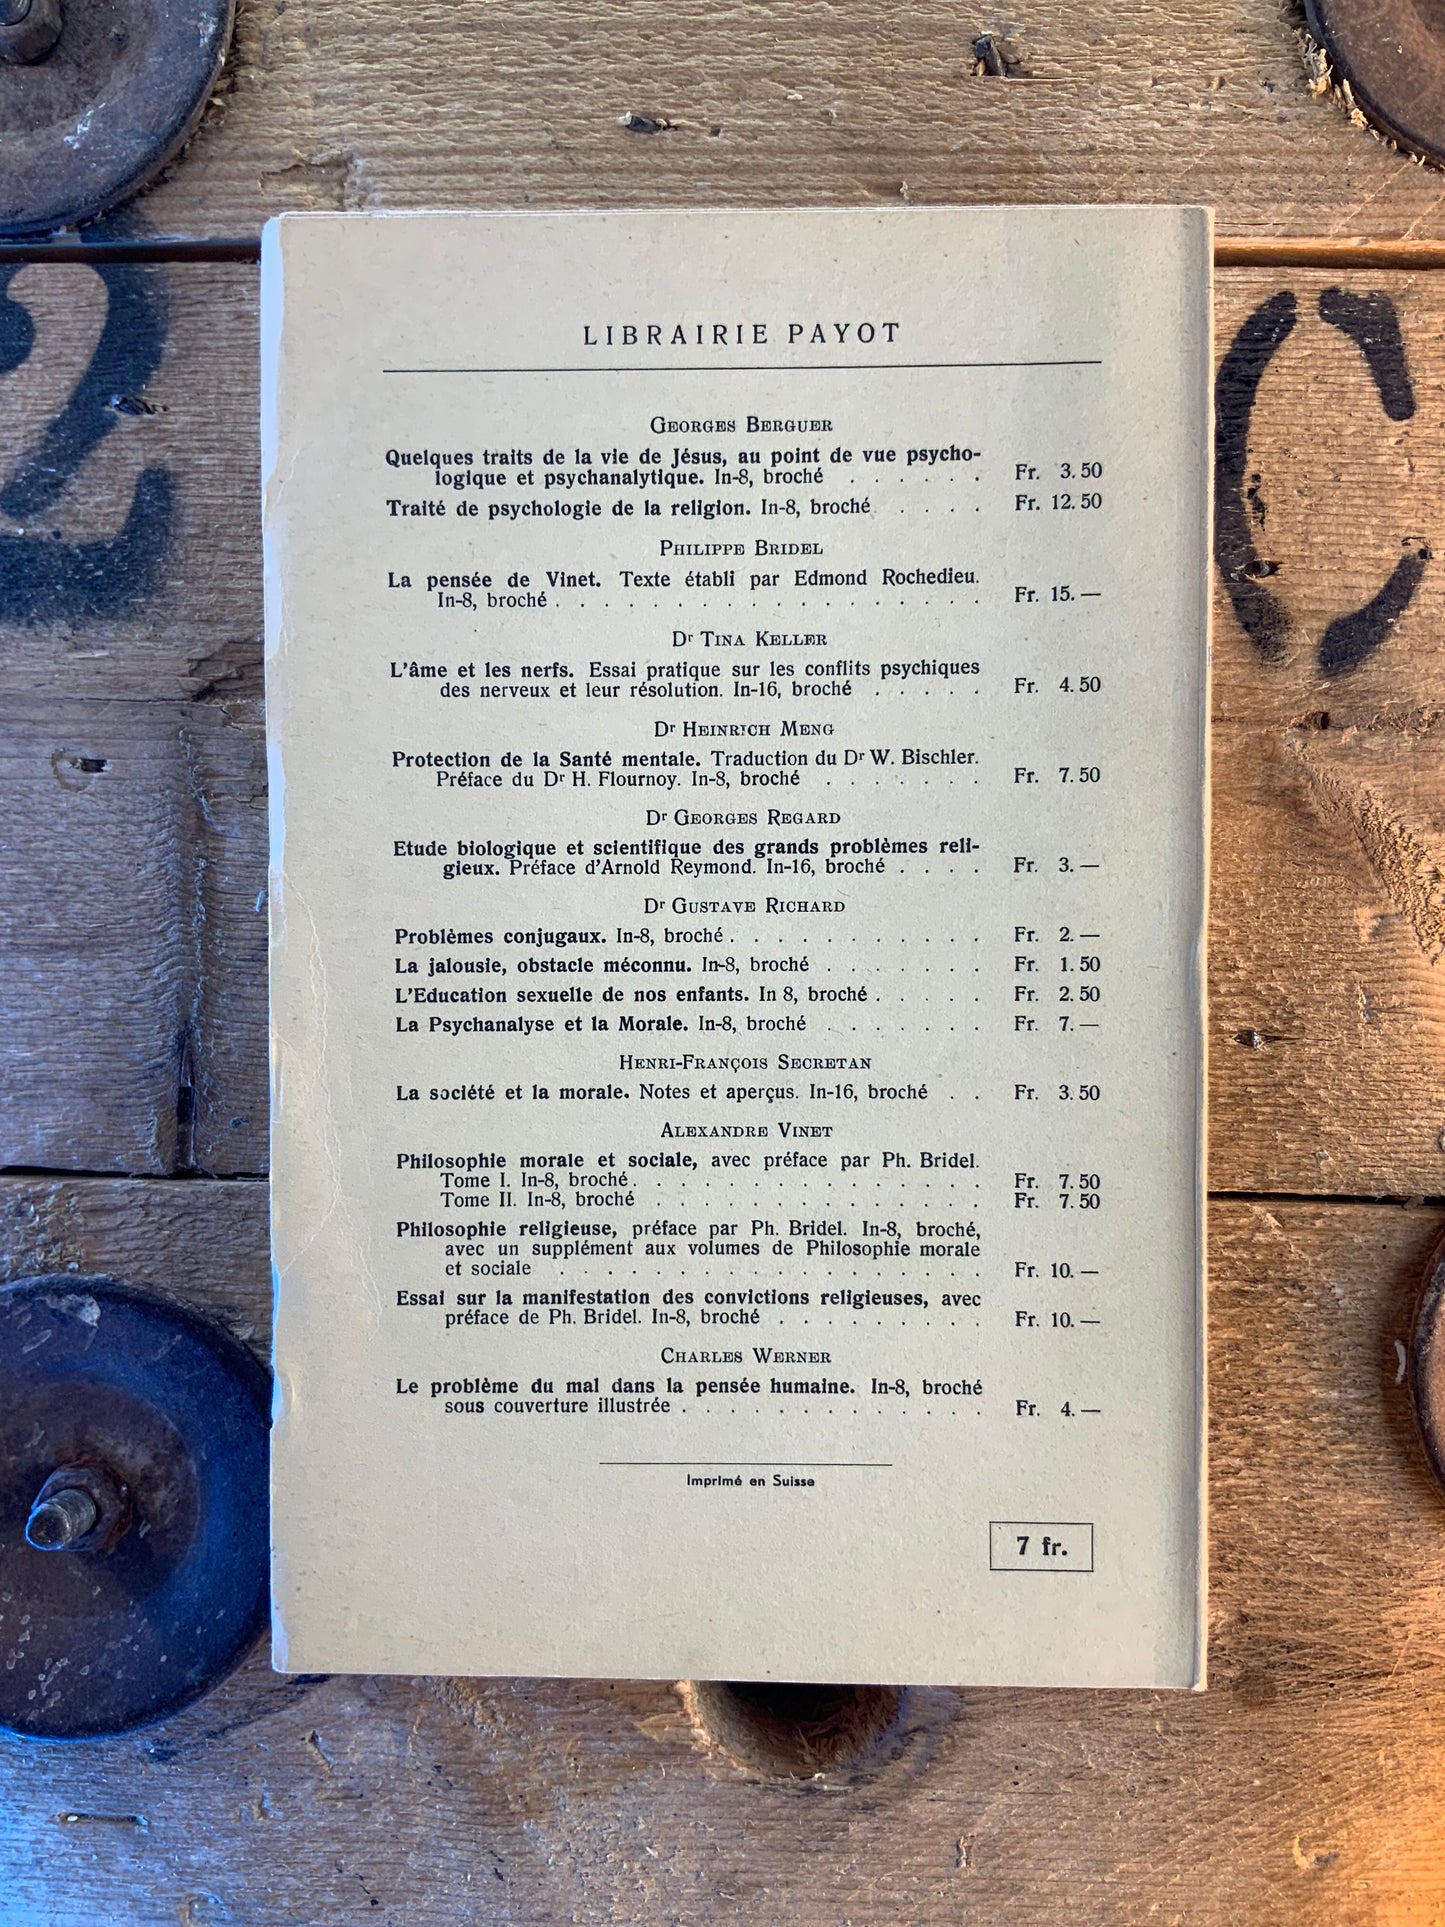 LIBRAIRIE PAYOT
GEORGES BERGUER
Quelques traits de la vie de Jésus, au point de vue psycho-
logique et psychanalytique. In-8, broché . . . . . . Fr. 3.50
Traité de psychologie de la religion. In-8, broché . . . . Fr. 12.50
PHILIPPE BRIDEL
La pensée de Vinet. Texte établi par Edmond Rochedieu.
In-8, broché . . . . . . . . . . . . . . . . . . Fr. 15.—
Dr TINA KELLER
L'âme et les nerfs. Essai pratique sur les conflits psychiques
des nerveux et leur résolution. In-16, broché . . . . . Fr. 4.50
Dr HEINRICH MENG
Protection de la Santé mentale. Traduction du Dr W. Bischler.
Préface du Dr H. Flournoy. In-8, broché . . . . . . . Fr. 7.50
Dr GEORGES REGARD
Etude biologique et scientifique des grands problèmes reli-
gieux. Préface d'Arnold Reymond. In-16, broché . . . . Fr. 3.—
Dr GUSTAVE RICHARD
Problèmes conjugaux. In-8, broché . . . . . . . . . . . Fr. 2.—
La jalousie, obstacle méconnu. In-8, broché . . . . . . . Fr. 1.50
L'Education sexuelle de nos enfants. In 8, broché . . . . . Fr. 2.50
La Psychanalyse et la Morale. In-8, broché . . . . . . . Fr. 7.—
HENRI-FRANÇOIS SECRETAN
La société et la morale. Notes et aperçus. In-16, broché . . Fr. 3.50
ALEXANDRE VINET
Philosophie morale et sociale, avec préface par Ph. Bridel.
Tome I. In-8, broché . . . . . . . . . . . . . . . Fr. 7.50
Tome II. In-8, broché . . . . . . . . . . . . . . Fr. 7.50
Philosophie religieuse, préface par Ph. Bridel. In-8, broché,
avec un supplément aux volumes de Philosophie morale
et sociale . . . . . . . . . . . . . . . . . . Fr. 10.—
Essai sur la manifestation des convictions religieuses, avec
préface de Ph. Bridel. In-8, broché . . . . . . . . . Fr. 10.—
CHARLES WERNER
Le problème du mal dans la pensée humaine. In-8, broché
sous couverture illustrée . . . . . . . . . . . . . Fr. 4.—
Imprimé en Suisse
7 fr.
2
C